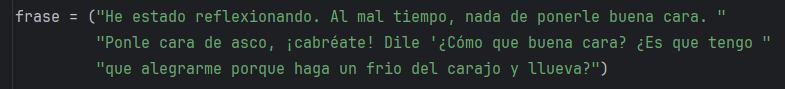 frase = ("He estado reflexionando. Al mal tiempo, nada de ponerle buena cara. "
"Ponle cara de asco, ¡cabréate! Dile '¿Cómo que buena cara? ¿Es que tengo "
"que alegrarme porque haga un frio del carajo y llueva?")